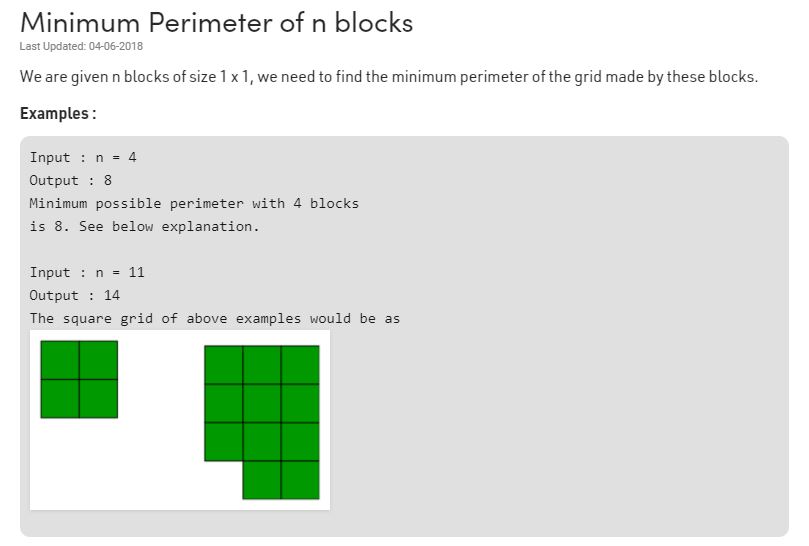 Minimum Perimeter of n blocks
Last Updated: 04-06-2018
We are given n blocks of size 1 x 1, we need to find the minimum perimeter of the grid made by these blocks.
Examples :
Input : n = 4
Output : 8
Minimum possible perimeter with 4 blocks
is 8. See below explanation.
Input : n = 11
Output : 14
The square grid of above examples would be as